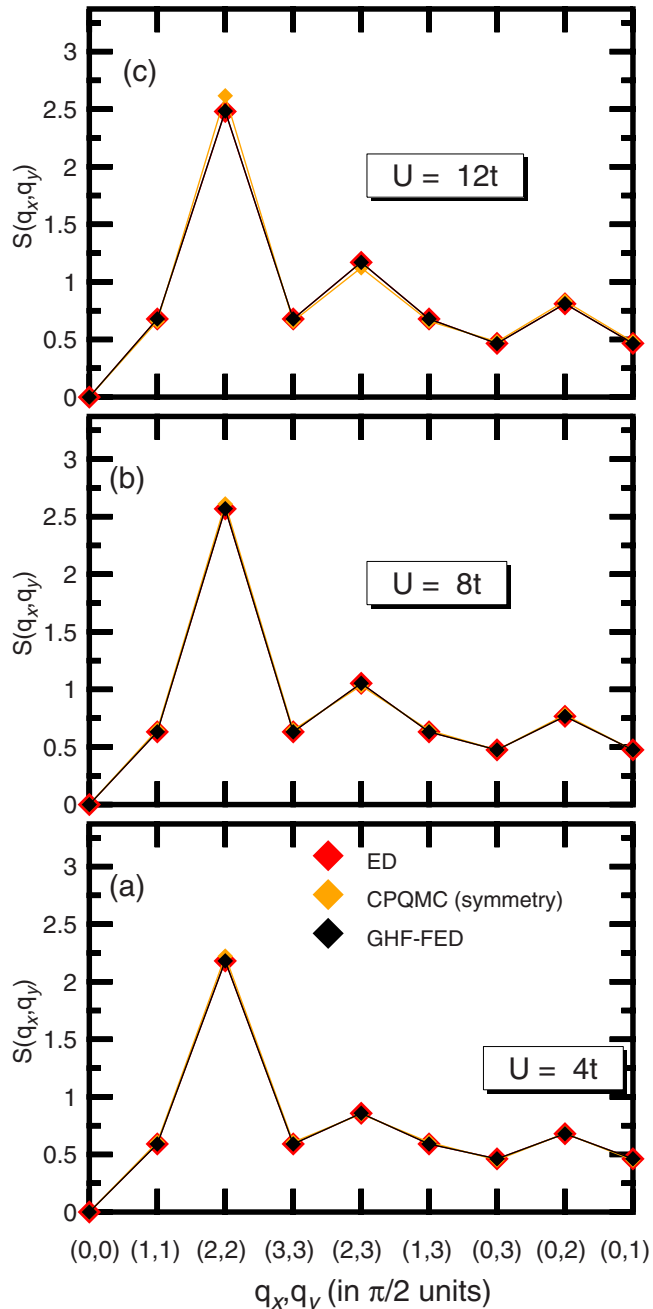 3
(c)
2.5
2
U = 12t
S(qx,qy)
1.5
1
0.5
0
3
(b)
2.5
2
U = 8t
S(qx,qy)
1.5
1
0.5
0
3
(a)
ED
CPQMC (symmetry)
GHF-FED
2.5
2
S(qx,qy)
1.5
U = 4t
1
0.5
0
(0,0) (1,1) (2,2) (3,3) (2,3) (1,3) (0,3) (0,2) (0,1)
qx,qy (in π/2 units)